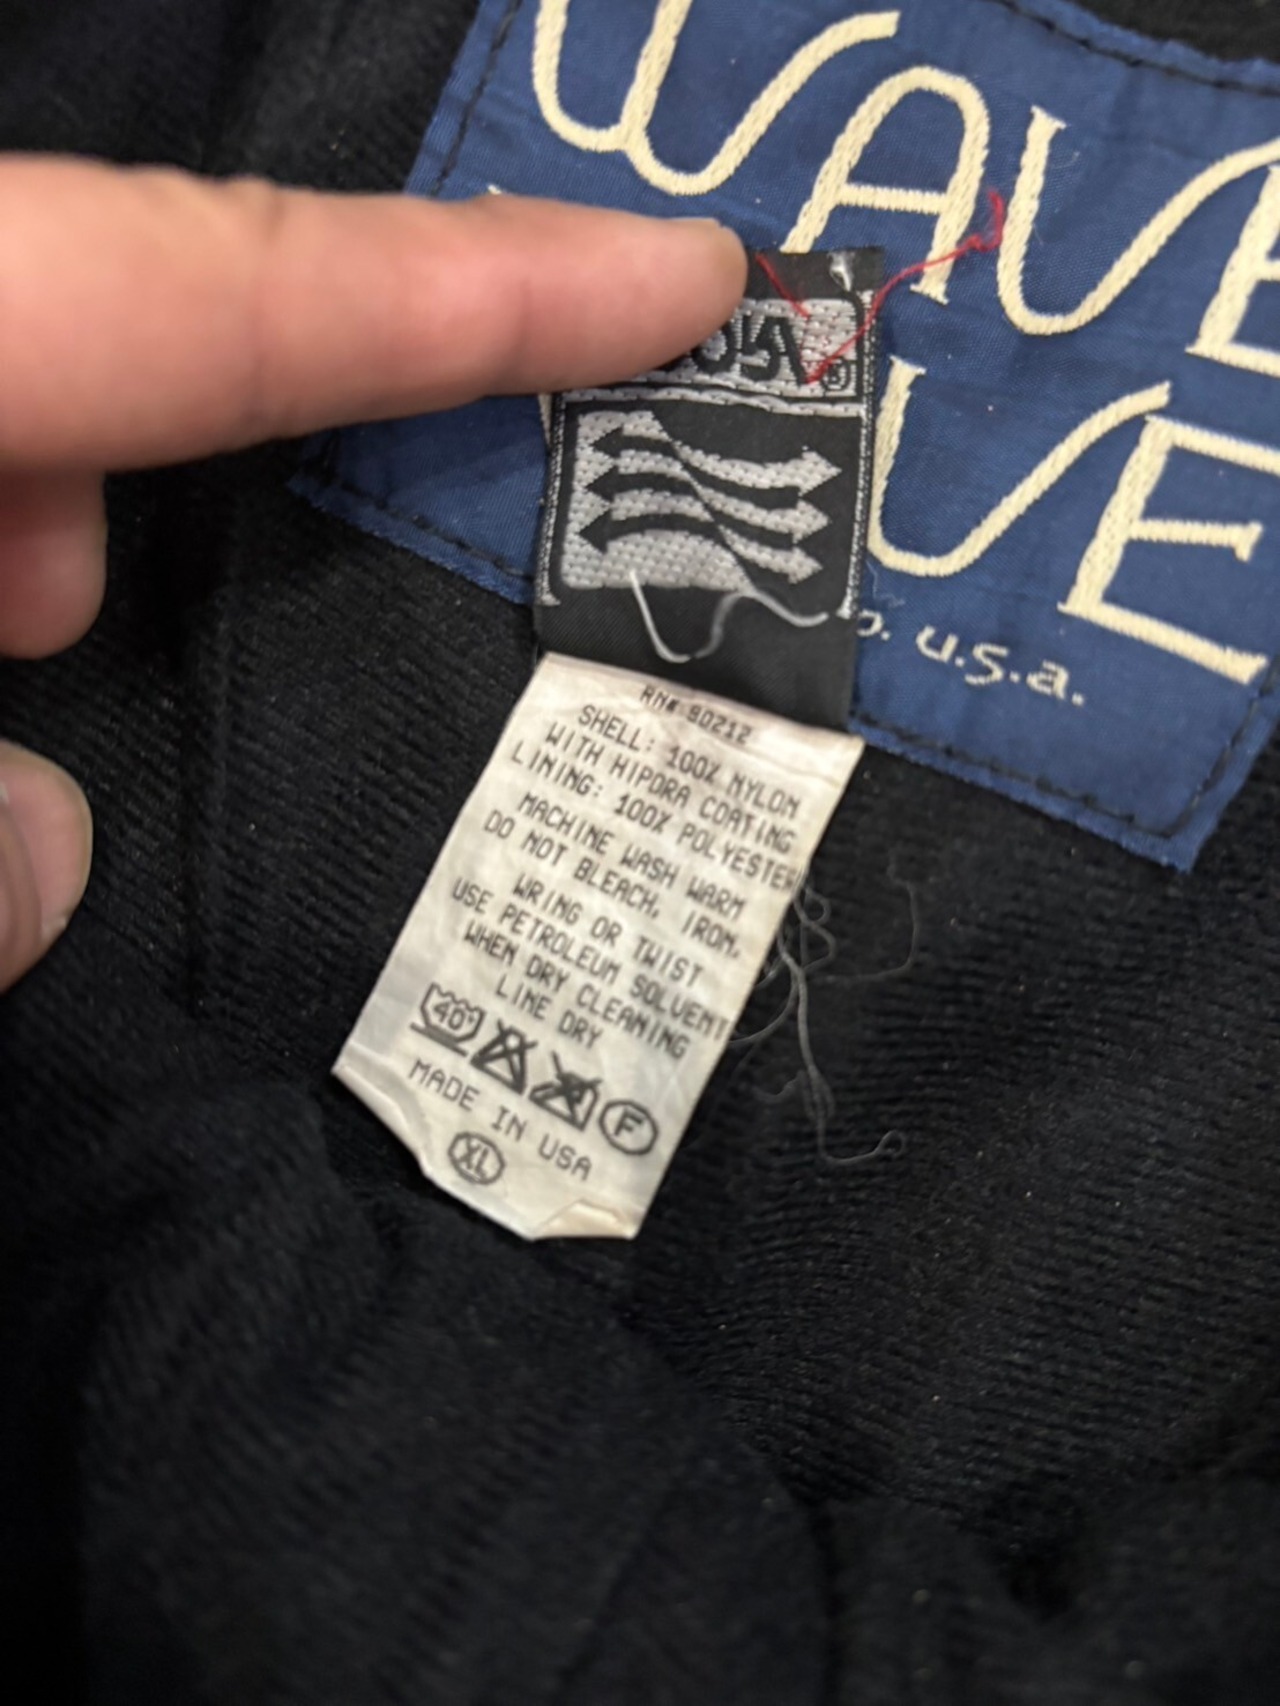 WAVE
VE
o. u.s.a.
®
RN# 90212
SHELL: 100% NYLON
WITH HIPORA COATING
LINING: 100% POLYESTER
MACHINE WASH WARM
DO NOT BLEACH, IRON,
WRING OR TWIST
USE PETROLEUM SOLVENT
WHEN DRY CLEANING
LINE DRY
40°
F
MADE IN USA
XL